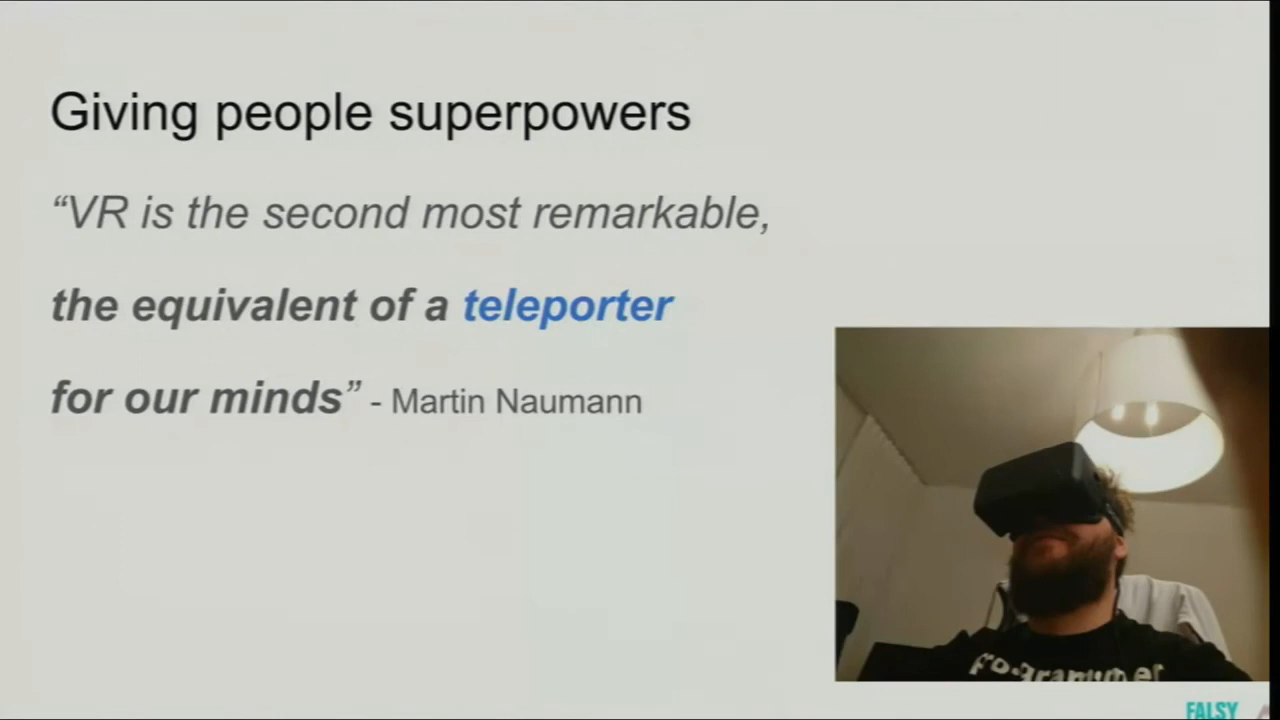 Giving people superpowers
“VR is the second most remarkable,
the equivalent of a teleporter
for our minds” - Martin Naumann
programmer
FALSY